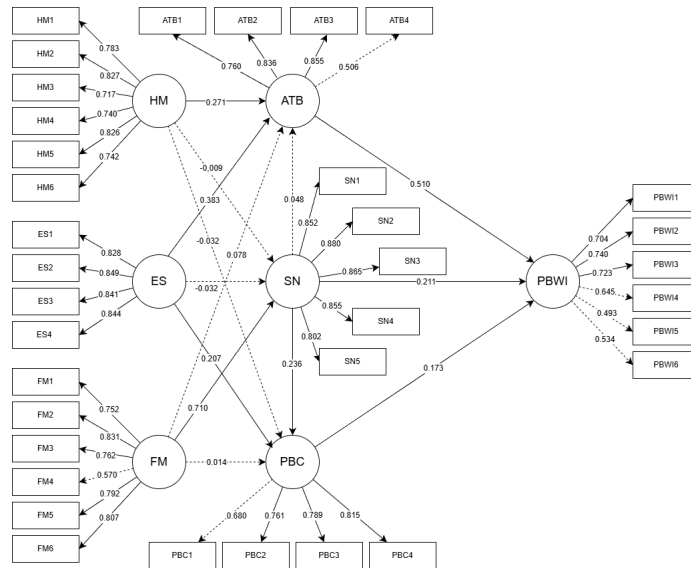 HM1
HM2
HM3
HM4
HM5
HM6
0.783
0.827
0.717
0.740
0.826
0.742
HM
ATB1
ATB2
ATB3
ATB4
0.760
0.836
0.855
0.506
0.271
ATB
-0.009
0.383
0.048
-0.032
0.078
0.510
ES1
ES2
ES3
ES4
0.828
0.849
0.841
0.844
ES
-0.032
SN
SN1
SN2
SN3
SN4
SN5
0.852
0.880
0.865
0.855
0.802
0.211
PBWI
PBWI1
PBWI2
PBWI3
PBWI4
PBWI5
PBWI6
0.704
0.740
0.723
0.645
0.493
0.534
0.207
0.236
0.173
0.710
FM1
FM2
FM3
FM4
FM5
FM6
0.752
0.831
0.762
0.570
0.792
0.807
FM
0.014
PBC
0.680
0.761
0.789
0.815
PBC1
PBC2
PBC3
PBC4